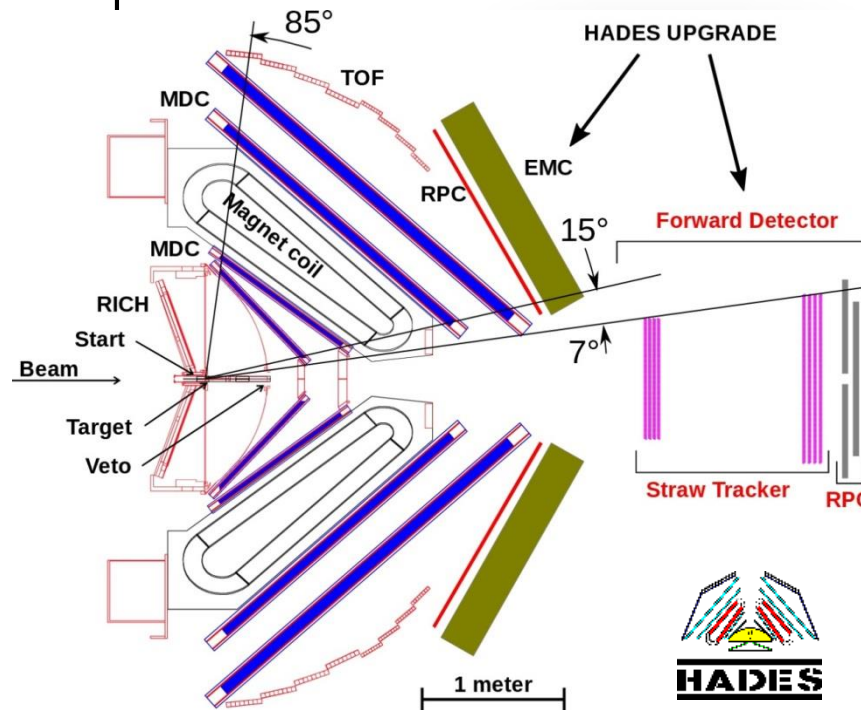 85°
HADES UPGRADE
TOF
MDC
EMC
RPC
Magnet coil
15°
Forward Detector
MDC
RICH
Start
7°
Beam
Target
Veto
Straw Tracker
RPC
1 meter
HADES